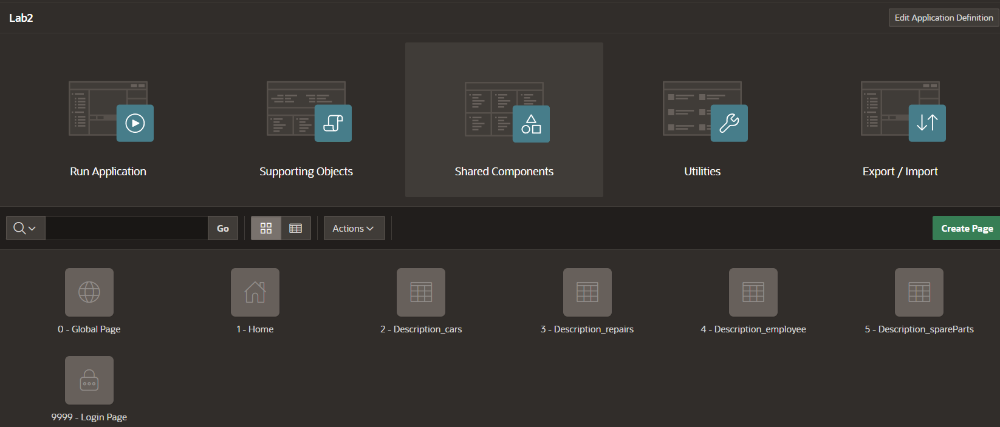 Lab2
Edit Application Definition
Run Application
Supporting Objects
Shared Components
Utilities
Export / Import
Go
Actions
Create Page
0 - Global Page
1 - Home
2 - Description_cars
3 - Description_repairs
4 - Description_employee
5 - Description_spareParts
9999 - Login Page